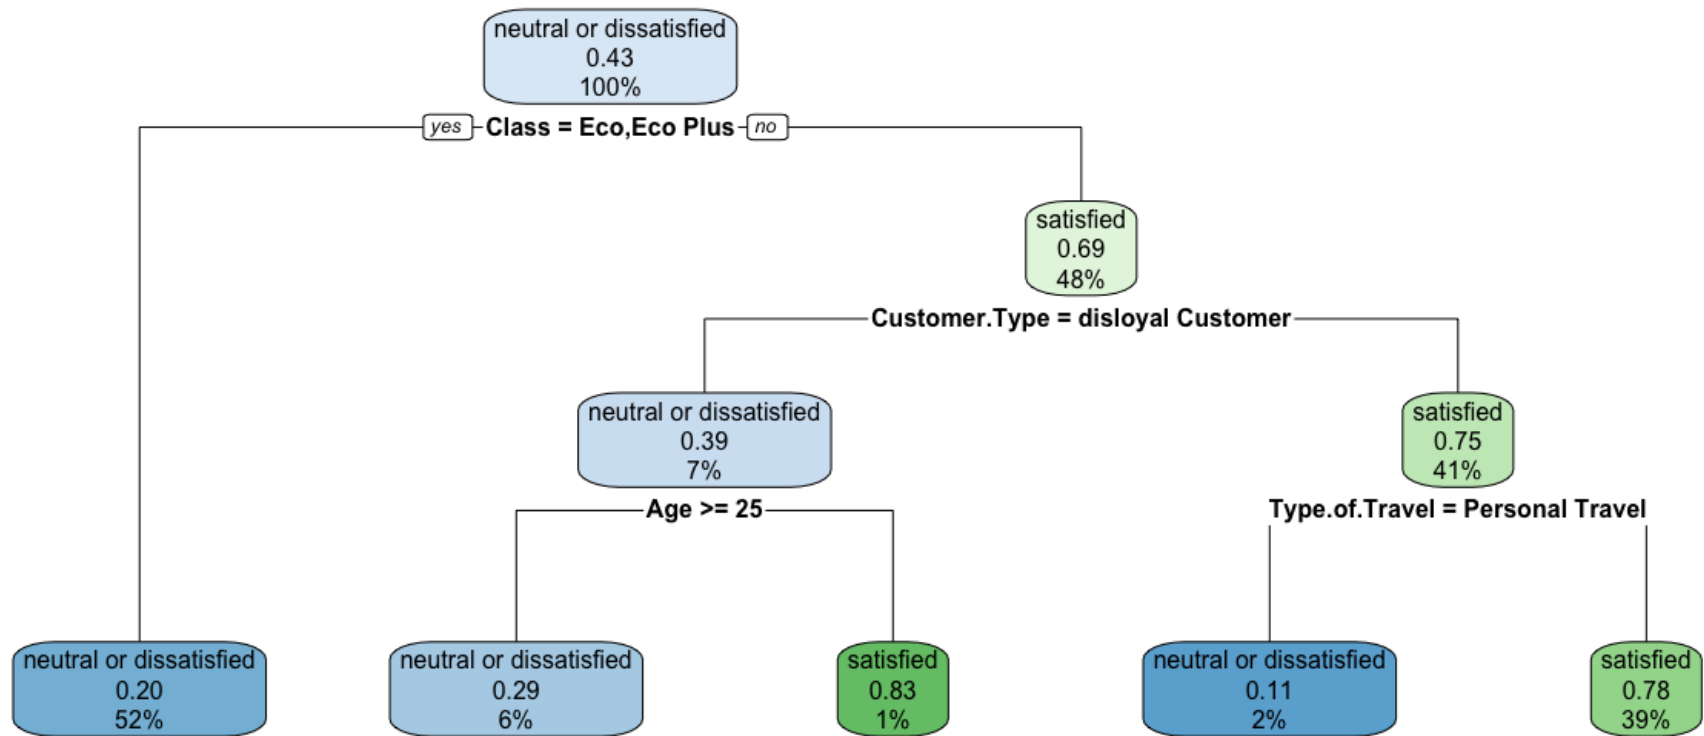 neutral or dissatisfied
0.43
100%
yes Class = Eco,Eco Plus no
satisfied
0.69
48%
Customer.Type = disloyal Customer
neutral or dissatisfied
0.39
7%
satisfied
0.75
41%
Age >= 25
Type.of.Travel = Personal Travel
neutral or dissatisfied
0.20
52%
neutral or dissatisfied
0.29
6%
satisfied
0.83
1%
neutral or dissatisfied
0.11
2%
satisfied
0.78
39%